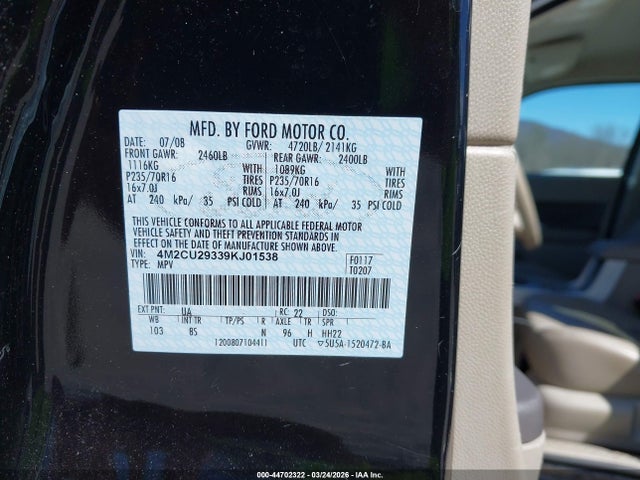 MFD. BY FORD MOTOR CO.
DATE: 07/08 GVWR: 4720LB/ 2141KG
FRONT GAWR: 2460LB REAR GAWR: 2400LB
1116KG WITH 1089KG WITH
P235/70R16 TIRES P235/70R16 TIRES
16x7.0J RIMS 16x7.0J RIMS
AT 240 kPa/ 35 PSI COLD AT 240 kPa/ 35 PSI COLD
THIS VEHICLE CONFORMS TO ALL APPLICABLE FEDERAL MOTOR
VEHICLE SAFETY AND THEFT PREVENTION STANDARDS IN
EFFECT ON THE DATE OF MANUFACTURE SHOWN ABOVE.
VIN: 4M2CU29339KJ01538 F0117
TYPE: MPV T0207
EXT PNT: UA RC: 22 DSO:
WB INT TR TP/PS R AXLE TR SPR
103 BS N 96 H HH22
120080710441I UTC 5U5A-1520472-BA
000-44702322 - 03/24/2026 - IAA Inc.